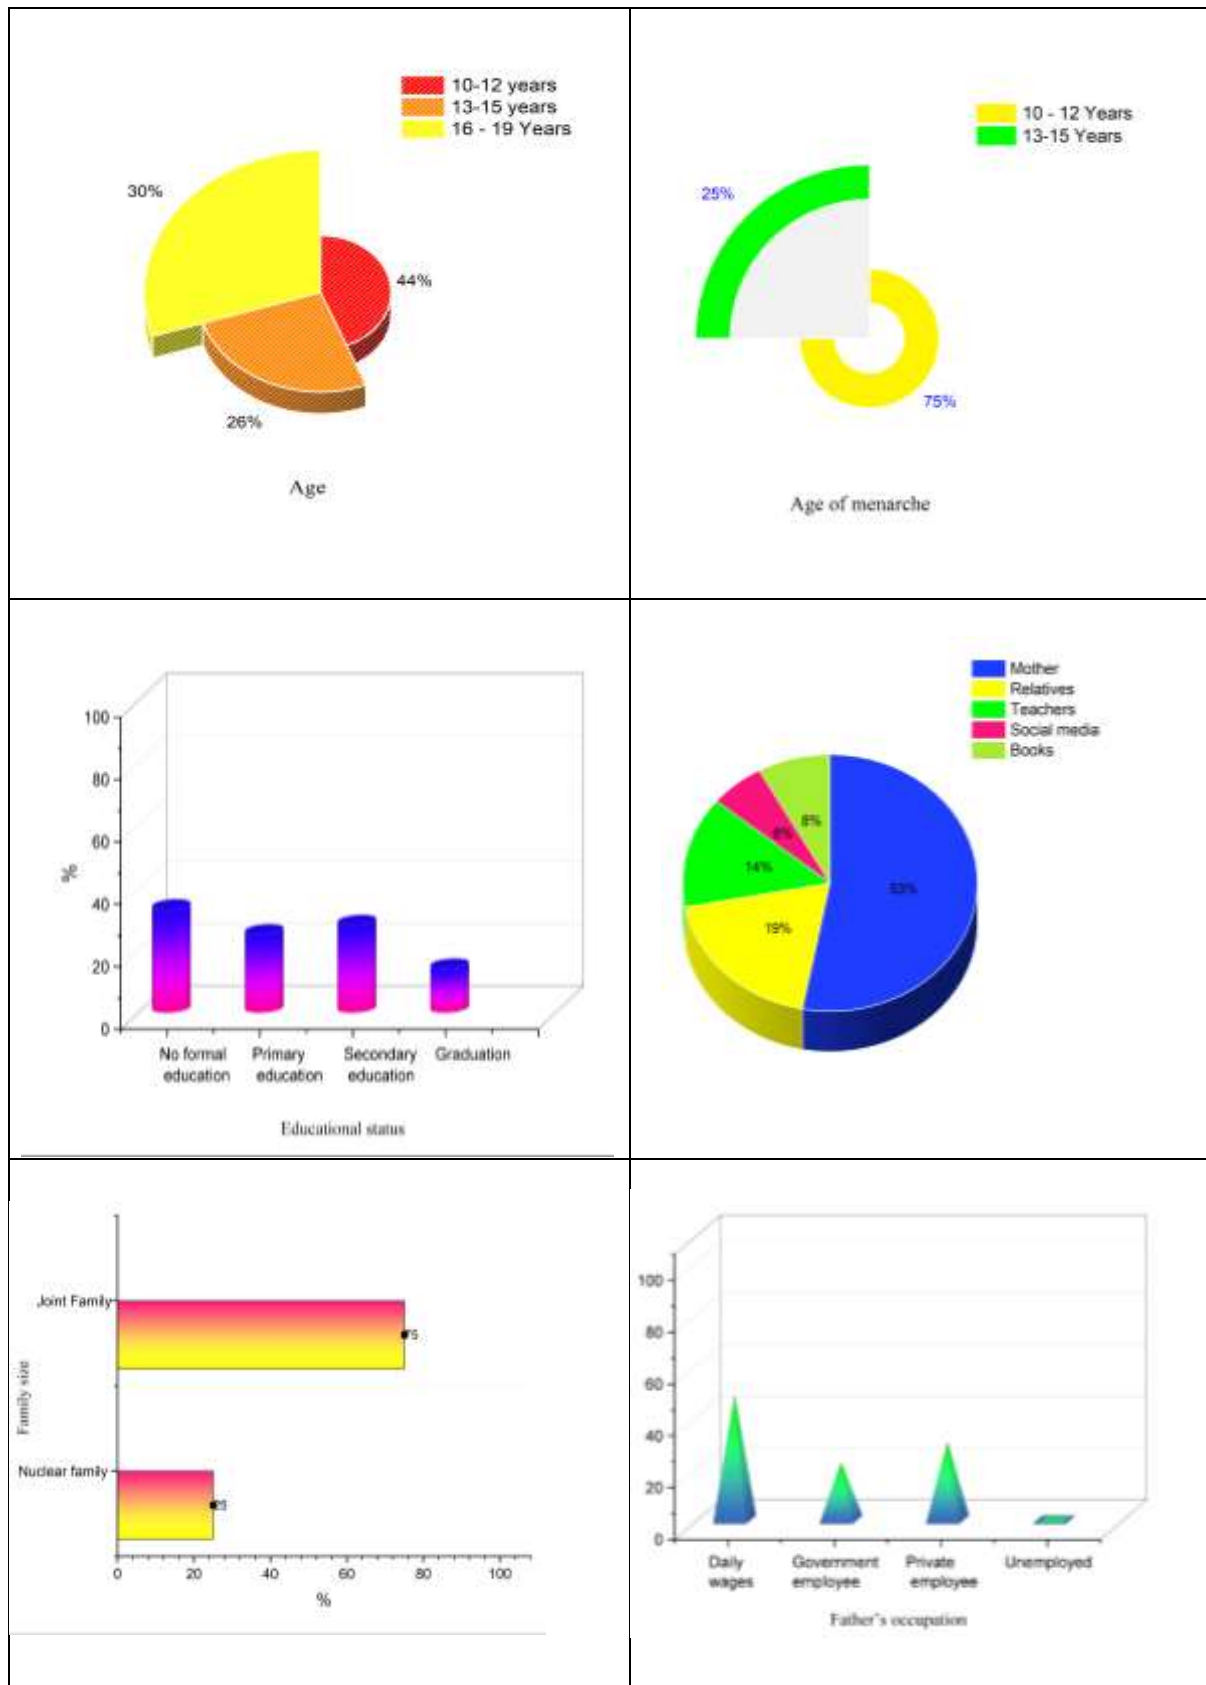 10-12 years
13-15 years
16 - 19 Years
30%
44%
26%
Age
10 - 12 Years
13-15 Years
25%
75%
Age of menarche
100
80
60
40
20
0
%
No formal
education
Primary
education
Secondary
education
Graduation
Educational status
Mother
Relatives
Teachers
Social media
Books
8%
14%
53%
19%
Joint Family
Family size
Nuclear family
0
20
40
60
80
100
%
100
80
60
40
20
0
Daily
wages
Government
employee
Private
employee
Unemployed
Father's occupation